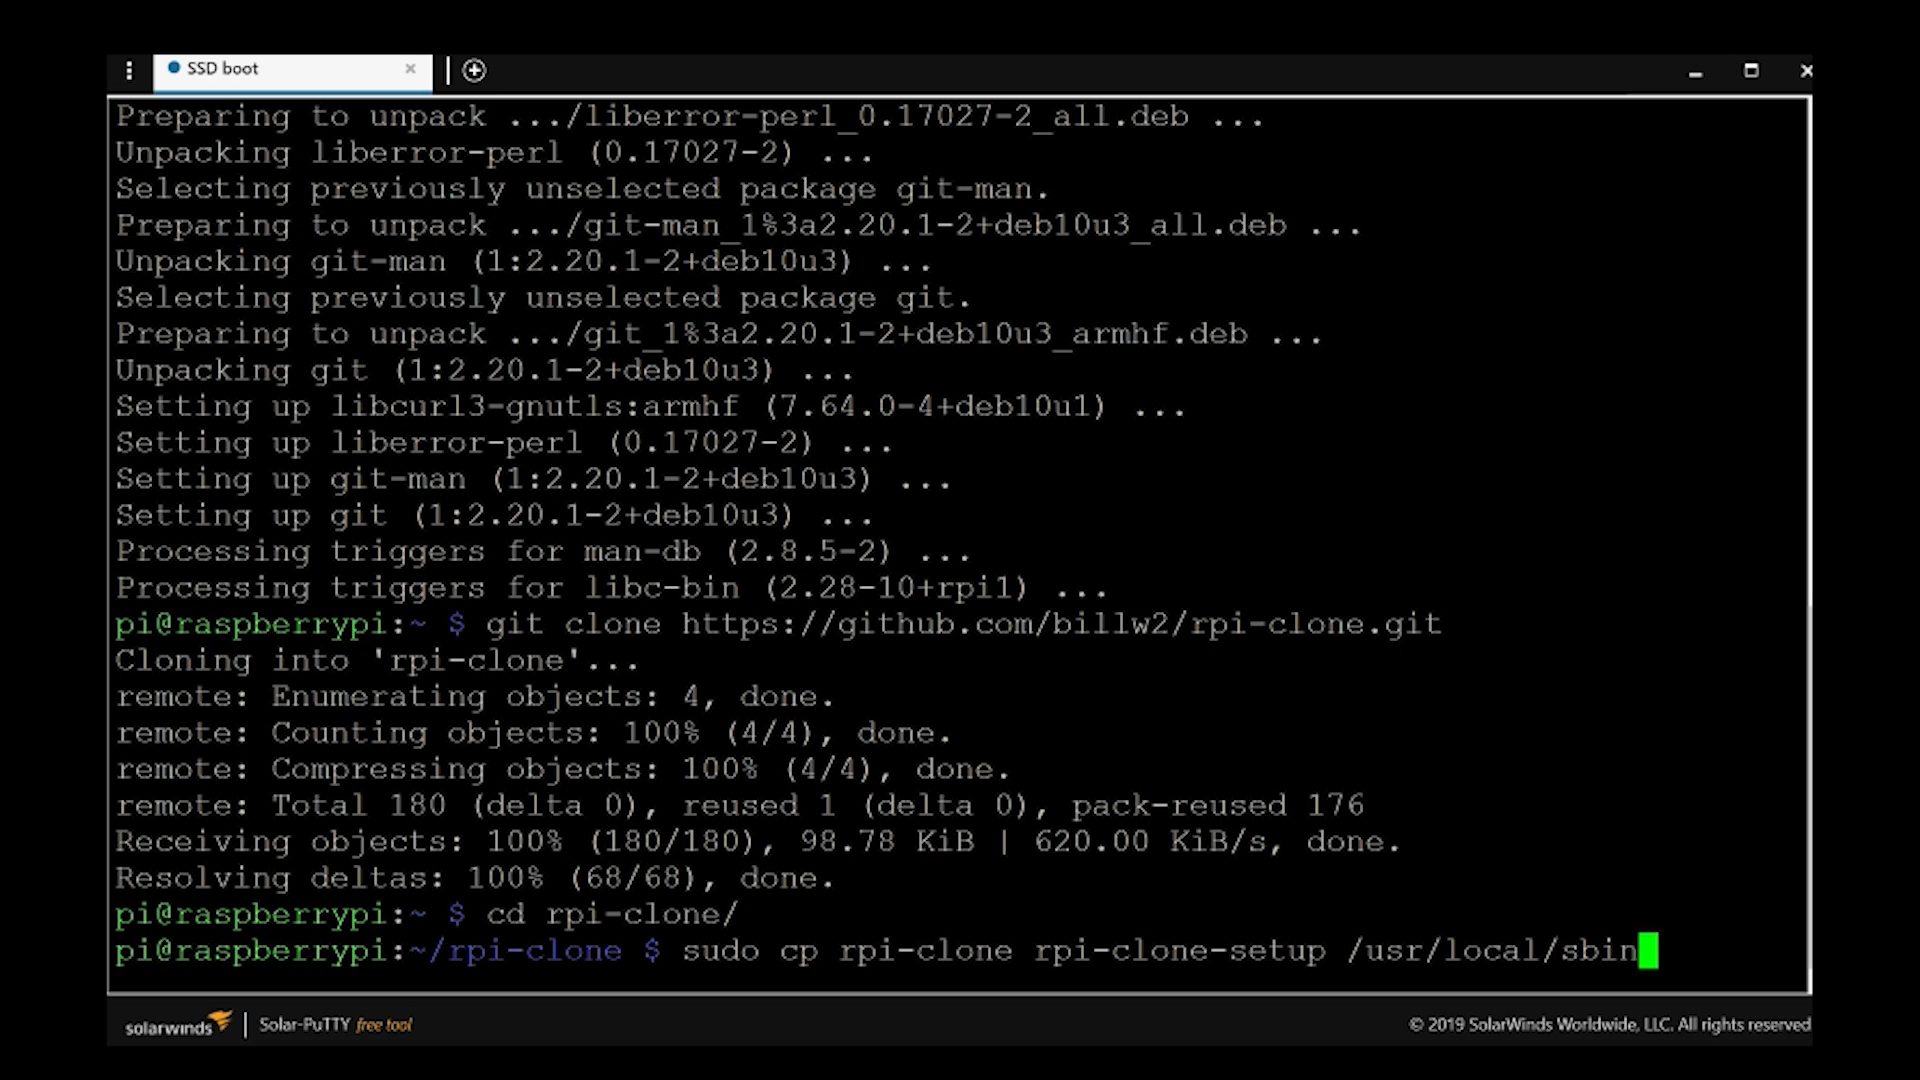 SSD boot
Preparing to unpack .../liberror-perl_0.17027-2_all.deb ...
Unpacking liberror-perl (0.17027-2) ...
Selecting previously unselected package git-man.
Preparing to unpack .../git-man_1%3a2.20.1-2+deb10u3_all.deb ...
Unpacking git-man (1:2.20.1-2+deb10u3) ...
Selecting previously unselected package git.
Preparing to unpack .../git_1%3a2.20.1-2+deb10u3_armhf.deb ...
Unpacking git (1:2.20.1-2+deb10u3) ...
Setting up libcurl3-gnutls:armhf (7.64.0-4+deb10u1) ...
Setting up liberror-perl (0.17027-2) ...
Setting up git-man (1:2.20.1-2+deb10u3) ...
Setting up git (1:2.20.1-2+deb10u3) ...
Processing triggers for man-db (2.8.5-2) ...
Processing triggers for libc-bin (2.28-10+rpi1) ...
pi@raspberrypi:~ $ git clone https://github.com/billw2/rpi-clone.git
Cloning into 'rpi-clone'...
remote: Enumerating objects: 4, done.
remote: Counting objects: 100% (4/4), done.
remote: Compressing objects: 100% (4/4), done.
remote: Total 180 (delta 0), reused 1 (delta 0), pack-reused 176
Receiving objects: 100% (180/180), 98.78 KiB | 620.00 KiB/s, done.
Resolving deltas: 100% (68/68), done.
pi@raspberrypi:~ $ cd rpi-clone/
pi@raspberrypi:~/rpi-clone $ sudo cp rpi-clone rpi-clone-setup /usr/local/sbin
solarwinds | Solar-PuTTY free tool © 2019 SolarWinds Worldwide, LLC. All rights reserved